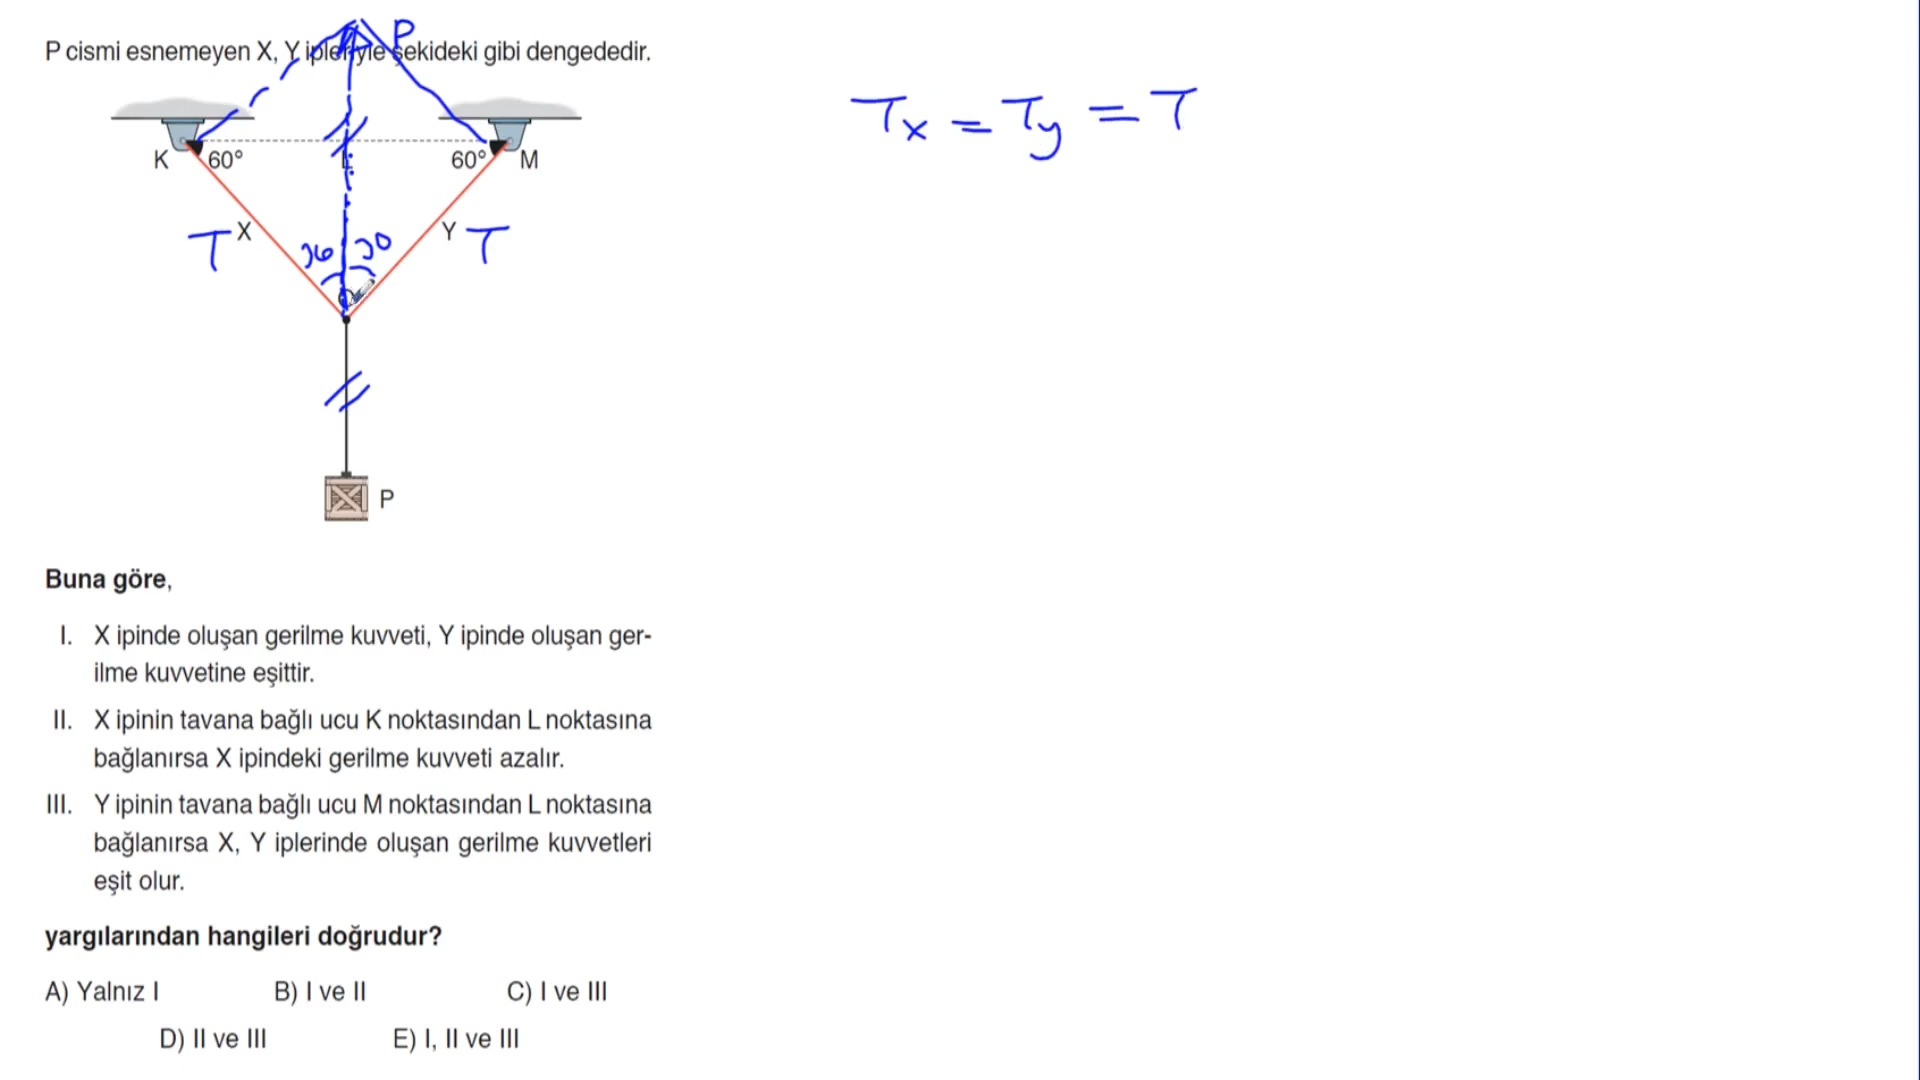 P cismi esnemeyen X, Y ipleriyle şekideki gibi dengededir.
P
Tx = Ty = T
K 60° 60° M
T X Y T
30 30
P
Buna göre,
I. X ipinde oluşan gerilme kuvveti, Y ipinde oluşan ger-
ilme kuvvetine eşittir.
II. X ipinin tavana bağlı ucu K noktasından L noktasına
bağlanırsa X ipindeki gerilme kuvveti azalır.
III. Y ipinin tavana bağlı ucu M noktasından L noktasına
bağlanırsa X, Y iplerinde oluşan gerilme kuvvetleri
eşit olur.
yargılarından hangileri doğrudur?
A) Yalnız I B) I ve II C) I ve III
D) II ve III E) I, II ve III